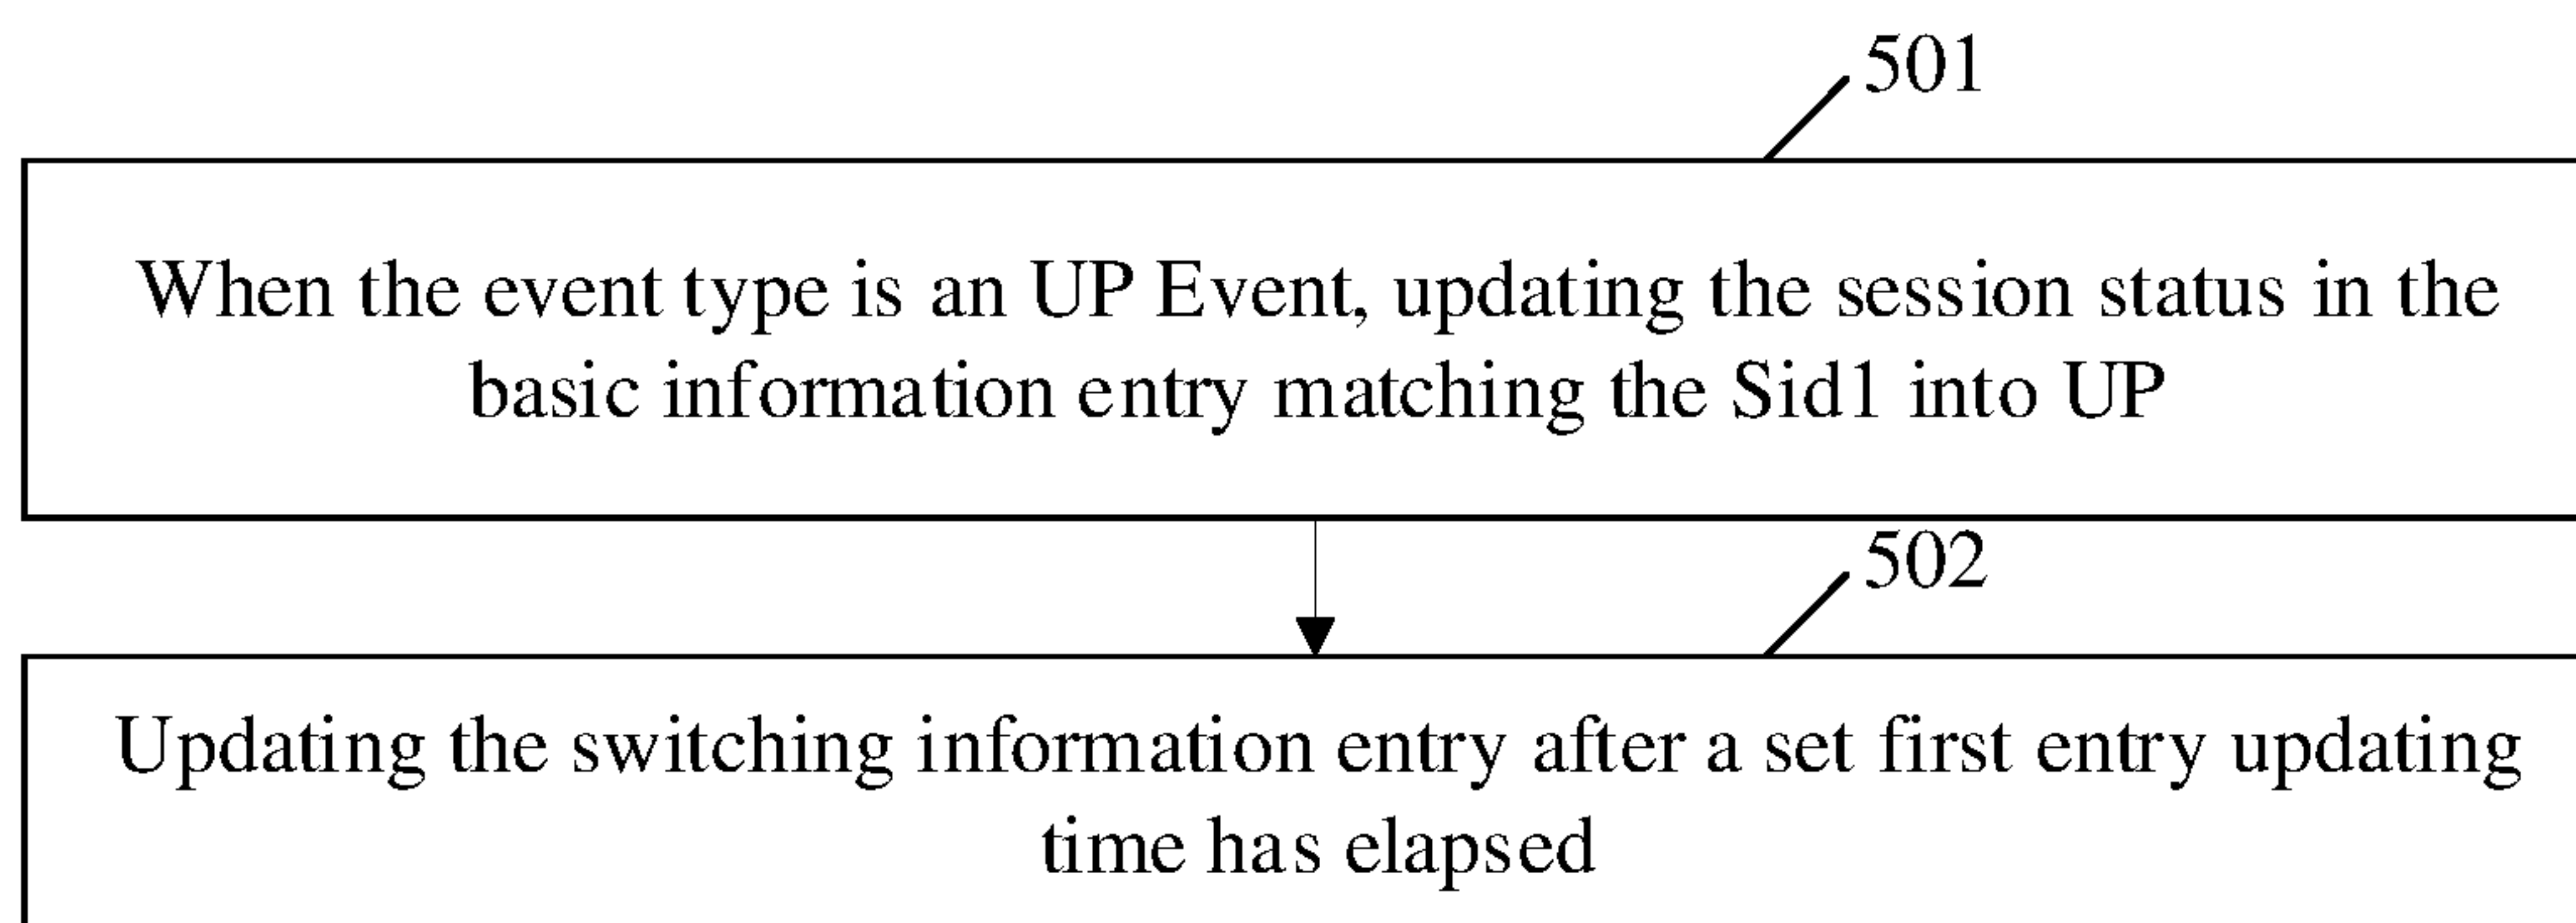 501
When the event type is an UP Event, updating the session status in the
basic information entry matching the Sid1 into UP
502
Updating the switching information entry after a set first entry updating
time has elapsed